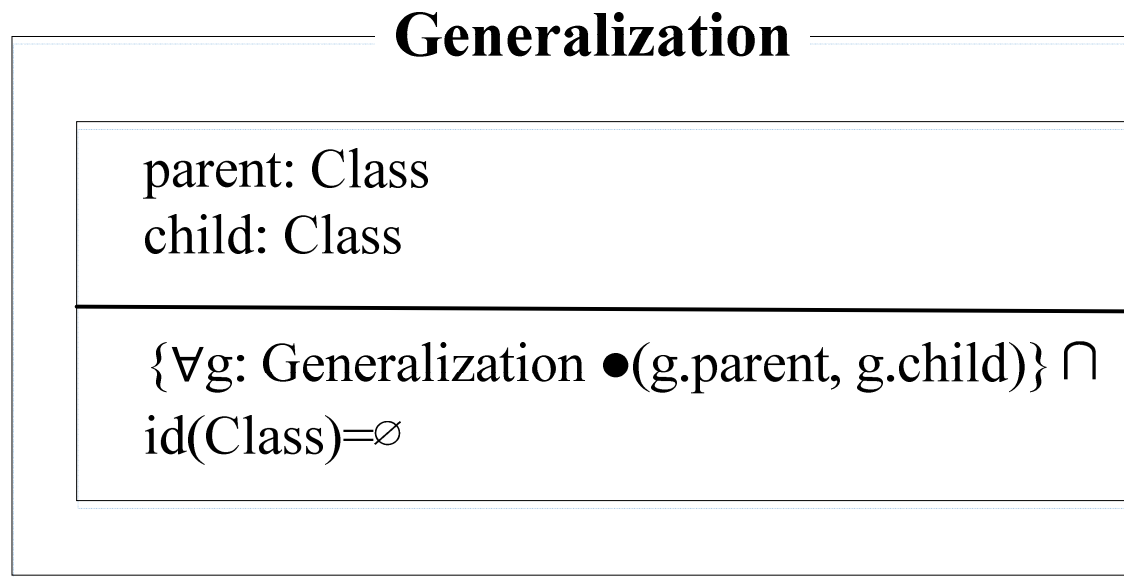 Generalization
parent: Class
child: Class
{∀g: Generalization ●(g.parent, g.child)} ∩
id(Class)=∅